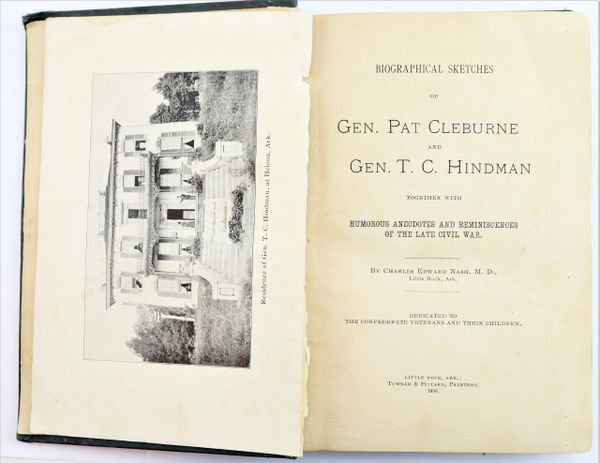 Residence of Gen. T. C. Hindman, at Helena, Ark.
BIOGRAPHICAL SKETCHES
OF
GEN. PAT CLEBURNE
AND
GEN. T. C. HINDMAN
TOGETHER WITH
HUMOROUS ANECDOTES AND REMINISCENCES
OF THE LATE CIVIL WAR.
BY CHARLES EDWARD NASH, M. D.,
Little Rock, Ark.
DEDICATED TO
THE CONFEDERATE VETERANS AND THEIR CHILDREN.
LITTLE ROCK, ARK.:
TUNNAH & PITTARD, PRINTERS.
1898.